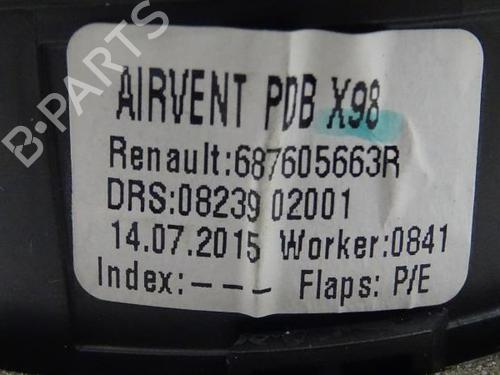 B-PARTS
AIRVENT PDB X98
Renault:687605663R
DRS:08239 02001
14.07.2015 Worker:0841
Index:--- Flaps: P/E